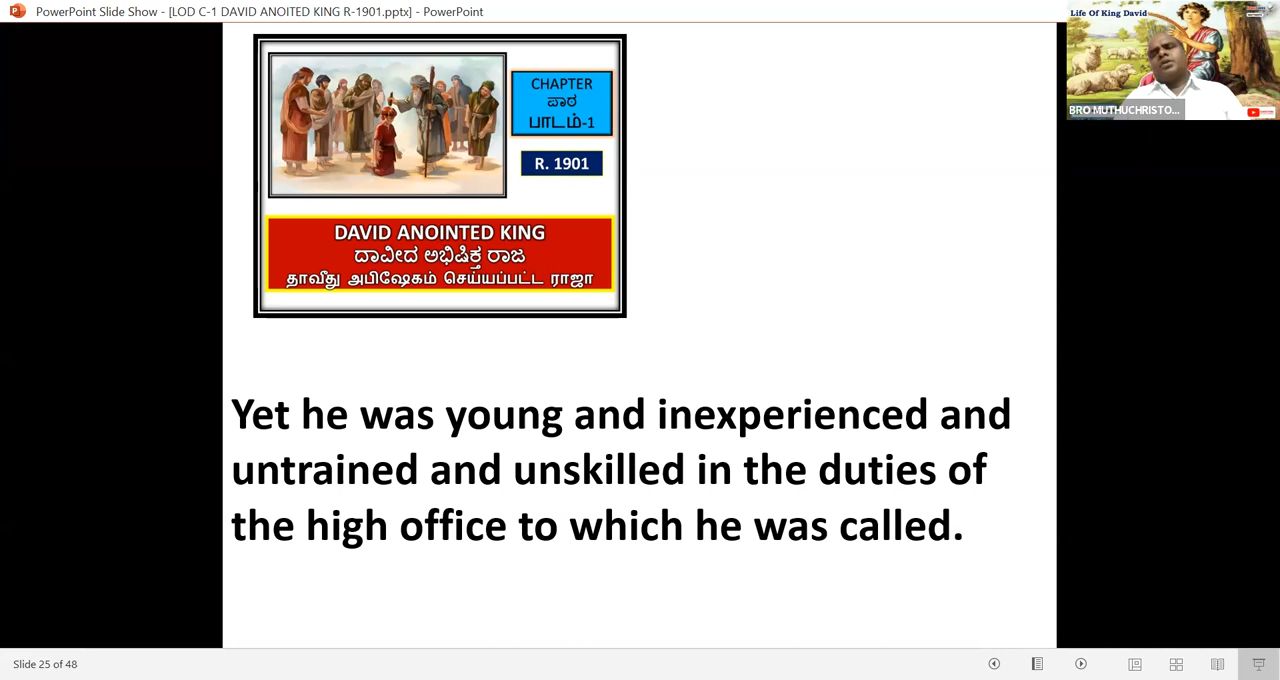 PowerPoint Slide Show - [LOD C-1 DAVID ANOITED KING R-1901.pptx] - PowerPoint
Life Of King David
BRO MUTHUCHRISTO...
CHAPTER
ಪಾಠ
பாடம்-1
R. 1901
DAVID ANOINTED KING
ದಾವೀದ ಅಭಿಷಿಕ್ತ ರಾಜ
தாவீது அபிஷேகம் செய்யப்பட்ட ராஜா
Yet he was young and inexperienced and
untrained and unskilled in the duties of
the high office to which he was called.
Slide 25 of 48